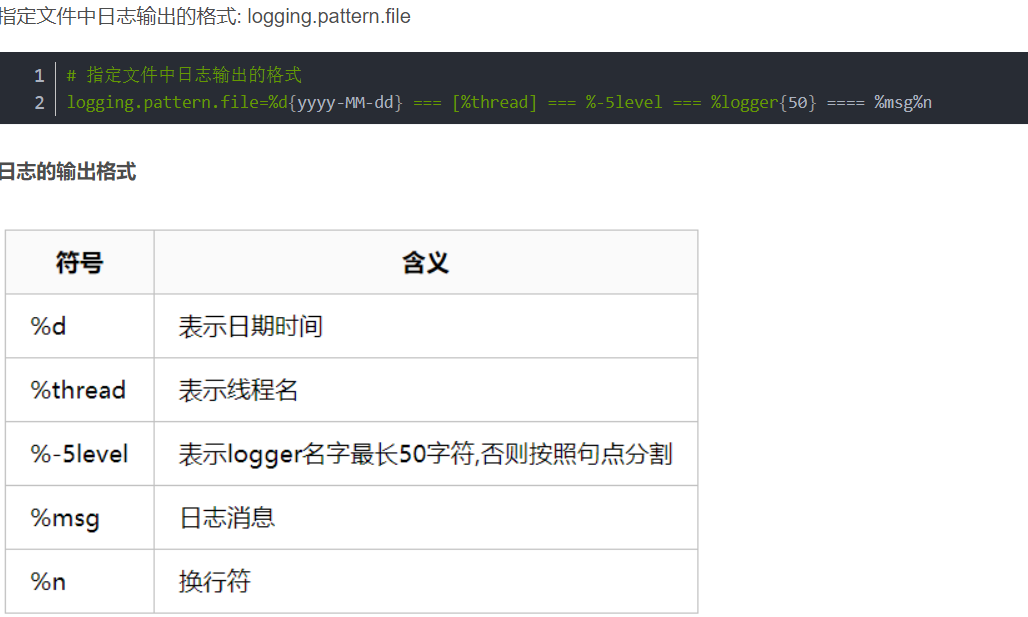 指定文件中日志输出的格式: logging.pattern.file
1 # 指定文件中日志输出的格式
2 logging.pattern.file=%d{yyyy-MM-dd} === [%thread] === %-5level === %logger{50} ==== %msg%n
日志的输出格式
符号 含义
%d 表示日期时间
%thread 表示线程名
%-5level 表示logger名字最长50字符,否则按照句点分割
%msg 日志消息
%n 换行符